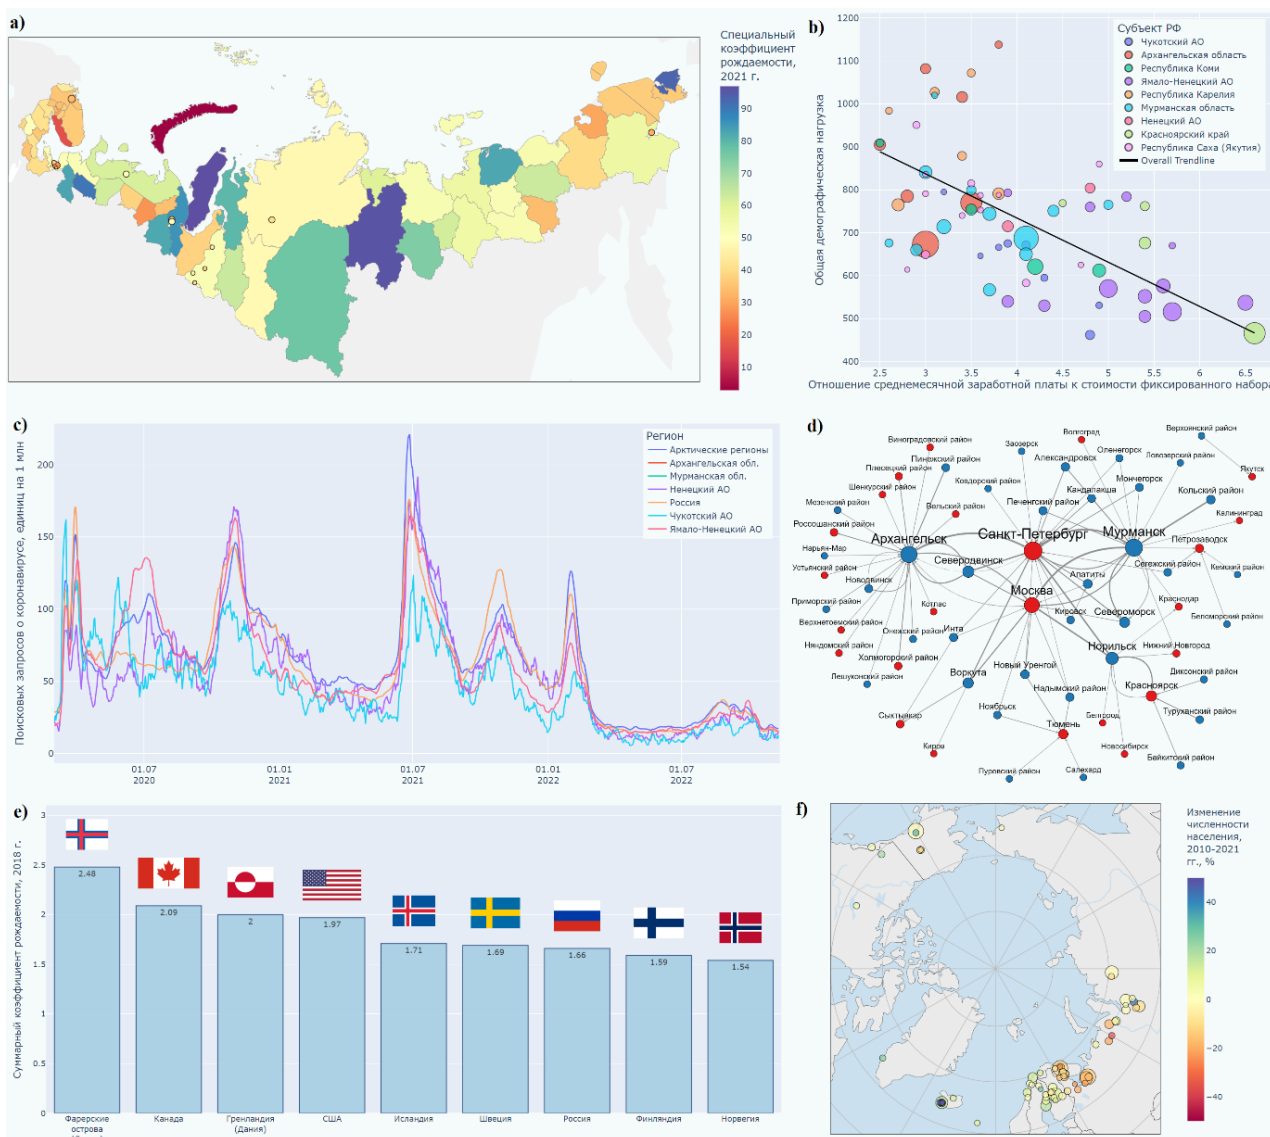 a)
Специальный
коэффициент
рождаемости,
2021 г.
90
80
70
60
50
40
30
20
10
b)
Общая демографическая нагрузка
1200
1100
1000
900
800
700
600
500
400
2.5 3 3.5 4 4.5 5 5.5 6 6.5
Отношение среднемесячной заработной платы к стоимости фиксированного набора
Субъект РФ
Чукотский АО
Архангельская область
Республика Коми
Ямало-Ненецкий АО
Республика Карелия
Мурманская область
Ненецкий АО
Красноярский край
Республика Саха (Якутия)
Overall Trendline
c)
Поисковых запросов о коронавирусе, единиц на 1 млн
200
150
100
50
0
01.07 01.01 01.07 01.01 01.07
2020 2021 2021 2022 2022
Регион
Арктические регионы
Архангельская обл.
Мурманская обл.
Ненецкий АО
Россия
Чукотский АО
Ямало-Ненецкий АО
d)
Волгоград
Верхоянский район
Виноградовский район
Заозерск
Оленегорск
Ловозерский район
Пинежский район
Александровск
Плесецкий район
Якутск
Шенкурский район
Ковдорский район
Мончегорск
Кандалакша
Кольский район
Мезенский район
Вельский район
Печенгский район
Калининград
Россошанский район
Архангельск
Санкт-Петербург
Мурманск
Петрозаводск
Нарьян-Мар
Северодвинск
Устьянский район
Сегежский район
Кемский район
Новодвинск
Апатиты
Москва
Приморский район
Котлас
Кировск
Североморск
Краснодар
Беломорский район
Верхнетоемский район
Онежский район
Инта
Няндомский район
Холмогорский район
Норильск
Нижний Новгород
Лешуконский район
Воркута
Новый Уренгой
Диксонский район
Надымский район
Красноярск
Сыктывкар
Ноябрьск
Белгород
Туруханский район
Тюмень
Киров
Новосибирск
Байкитский район
Пуровский район
Салехард
e)
Суммарный коэффициент рождаемости, 2018 г.
3
2.5
2
1.5
1
0.5
0
2.48
2.09
2
1.97
1.71
1.69
1.66
1.59
1.54
Фарерские Канада Гренландия США Исландия Швеция Россия Финляндия Норвегия
острова (Дания)
f)
Изменение
численности
населения,
2010-2021
гг., %
40
20
0
−20
−40